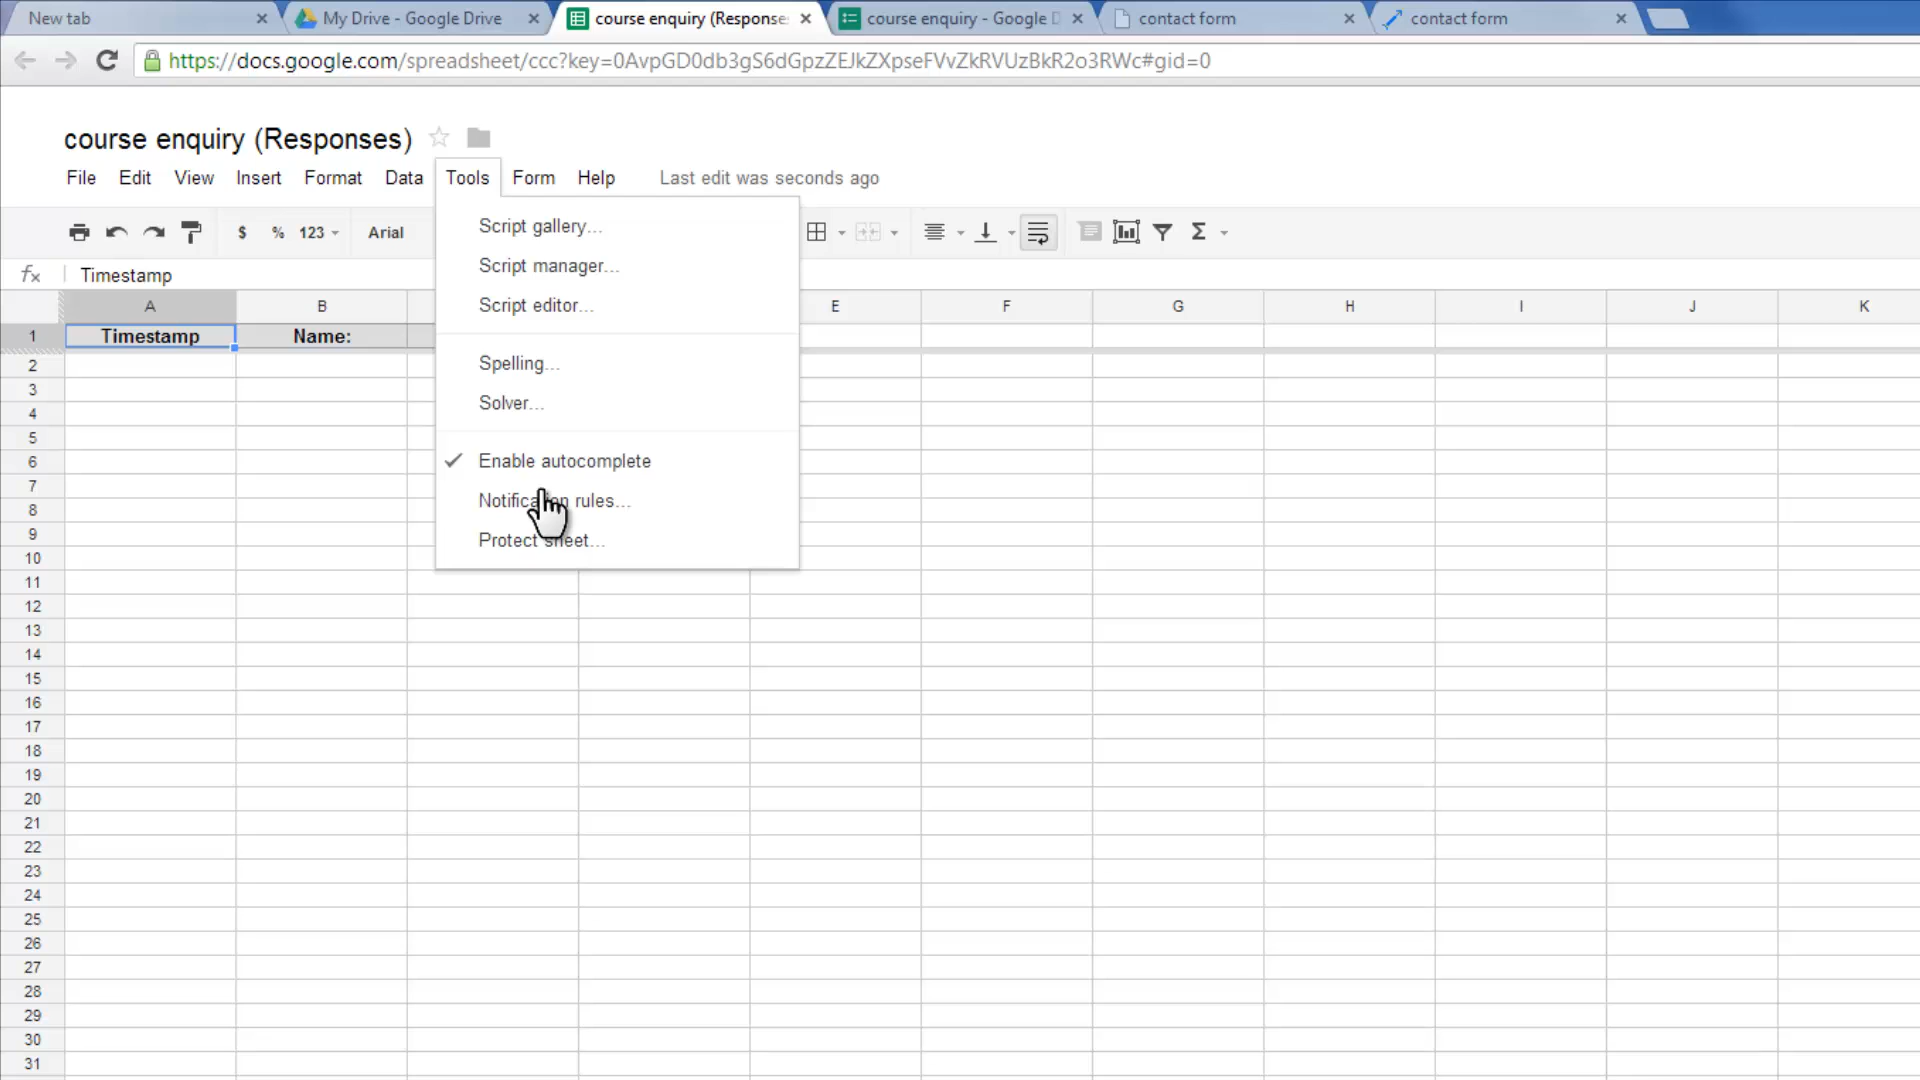 New tab
My Drive - Google Drive
course enquiry (Response
course enquiry - Google D
contact form
contact form
https://docs.google.com/spreadsheet/ccc?key=0AvpGD0db3gS6dGpzZEJkZXpseFVvZkRVUzBkR2o3RWc#gid=0
course enquiry (Responses)
File Edit View Insert Format Data Tools Form Help Last edit was seconds ago
$ % 123 Arial Σ
fx Timestamp
A B E F G H I J K
1 Timestamp Name:
Script gallery...
Script manager...
Script editor...
Spelling...
Solver...
Enable autocomplete
Notification rules...
Protect sheet...
2
3
4
5
6
7
8
9
10
11
12
13
14
15
16
17
18
19
20
21
22
23
24
25
26
27
28
29
30
31